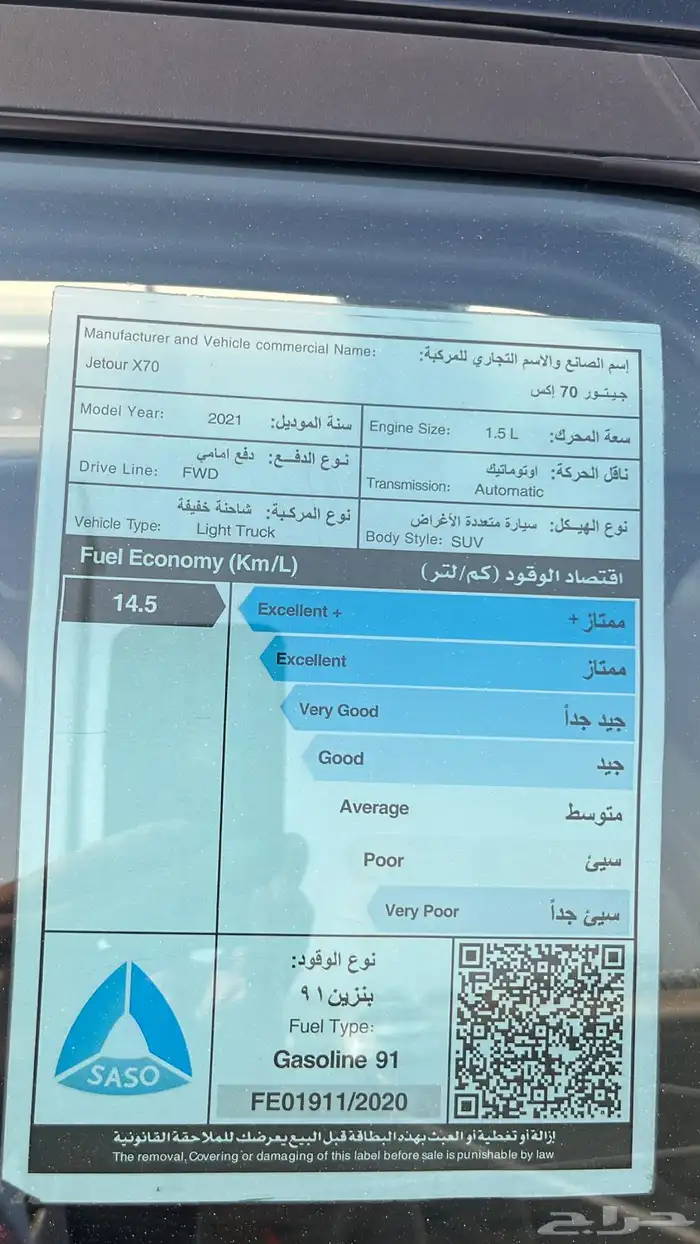 Manufacturer and Vehicle commercial Name: إسم الصانع والاسم التجاري للمركبة:
Jetour X70 جيتور 70 إكس
Model Year: 2021 سنة الموديل:
Engine Size: 1.5 L سعة المحرك:
نوع الدفع: دفع امامي
Drive Line: FWD
ناقل الحركة: اوتوماتيك
Transmission: Automatic
نوع المركبة: شاحنة خفيفة
Vehicle Type: Light Truck
نوع الهيكل: سيارة متعددة الأغراض
Body Style: SUV
Fuel Economy (Km/L) اقتصاد الوقود (كم/لتر)
14.5
Excellent + ممتاز +
Excellent ممتاز
Very Good جيد جداً
Good جيد
Average متوسط
Poor سيئ
Very Poor سيئ جداً
SASO
نوع الوقود:
بنزين ٩١
Fuel Type:
Gasoline 91
FE01911/2020
إزالة أو تغطية أو العبث بهذه البطاقة قبل البيع يعرضك للملاحقة القانونية
The removal, Covering or damaging of this label before sale is punishable by law
حراج